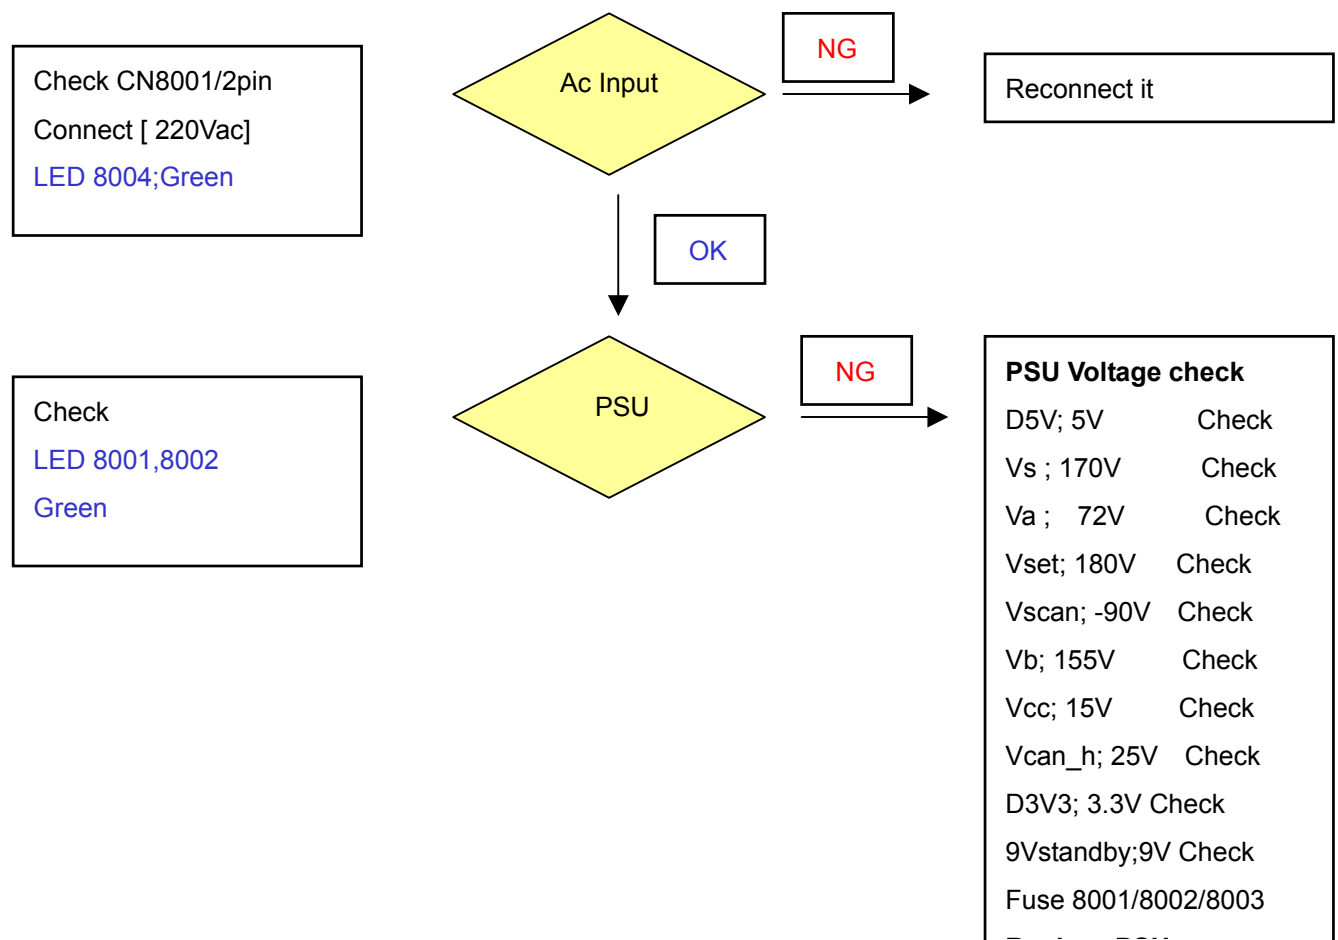 Check CN8001/2pin
Connect [ 220Vac]
LED 8004;Green
Ac Input
NG
Reconnect it
OK
Check
LED 8001,8002
Green
PSU
NG
PSU Voltage check
D5V; 5V Check
Vs ; 170V Check
Va ; 72V Check
Vset; 180V Check
Vscan; -90V Check
Vb; 155V Check
Vcc; 15V Check
Vcan_h; 25V Check
D3V3; 3.3V Check
9Vstandby;9V Check
Fuse 8001/8002/8003